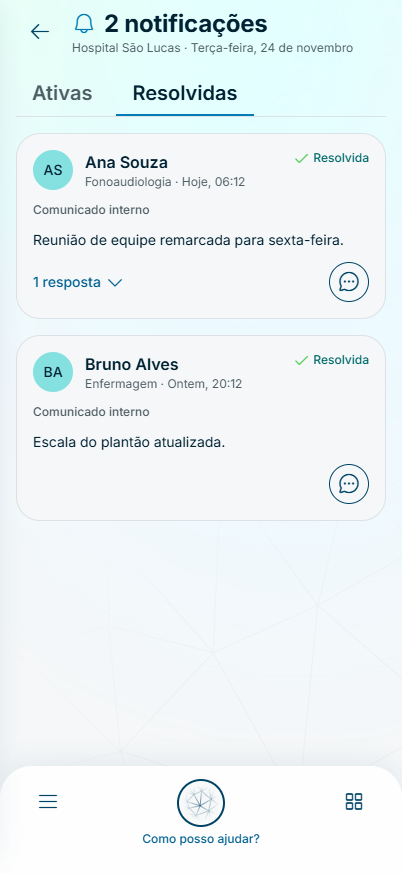 2 notificações
Hospital São Lucas · Terça-feira, 24 de novembro
Ativas
Resolvidas
AS
Ana Souza
Resolvida
Fonoaudiologia · Hoje, 06:12
Comunicado interno
Reunião de equipe remarcada para sexta-feira.
1 resposta
BA
Bruno Alves
Resolvida
Enfermagem · Ontem, 20:12
Comunicado interno
Escala do plantão atualizada.
Como posso ajudar?